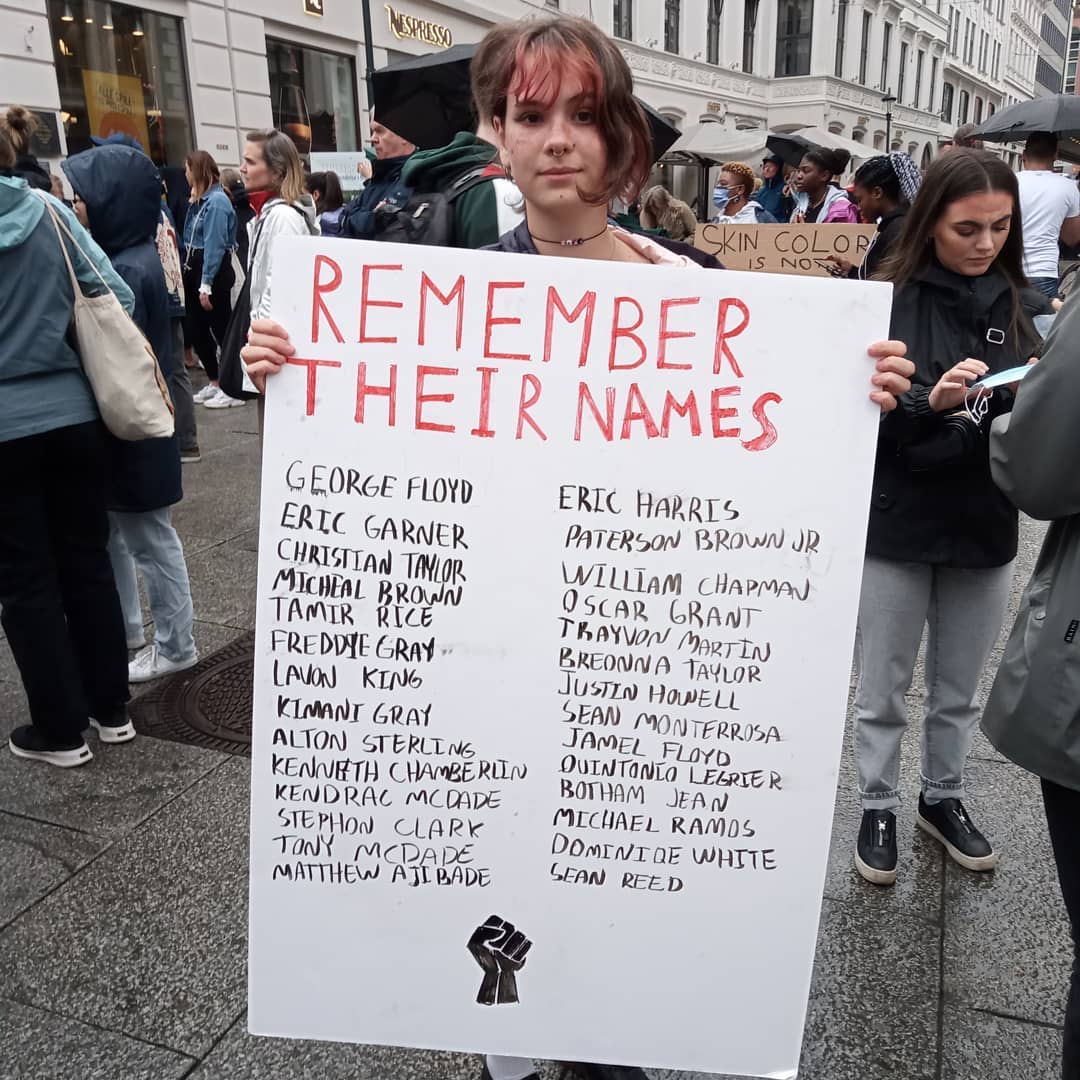 NESPRESSO
SKIN COLOR
IS NOT
REMEMBER
THEIR NAMES
GEORGE FLOYD
ERIC GARNER
CHRISTIAN TAYLOR
MICHEAL BROWN
TAMIR RICE
FREDDIE GRAY
LAVON KING
KIMANI GRAY
ALTON STERLING
KENNETH CHAMBERLIN
KENDRAC MCDADE
STEPHON CLARK
TONY MCDADE
MATTHEW AJIBADE
ERIC HARRIS
PATERSON BROWN JR
WILLIAM CHAPMAN
OSCAR GRANT
TRAYVON MARTIN
BREONNA TAYLOR
JUSTIN HOWELL
SEAN MONTERROSA
JAMEL FLOYD
QUINTONIO LEGRIER
BOTHAM JEAN
MICHAEL RAMOS
DOMINIQE WHITE
SEAN REED